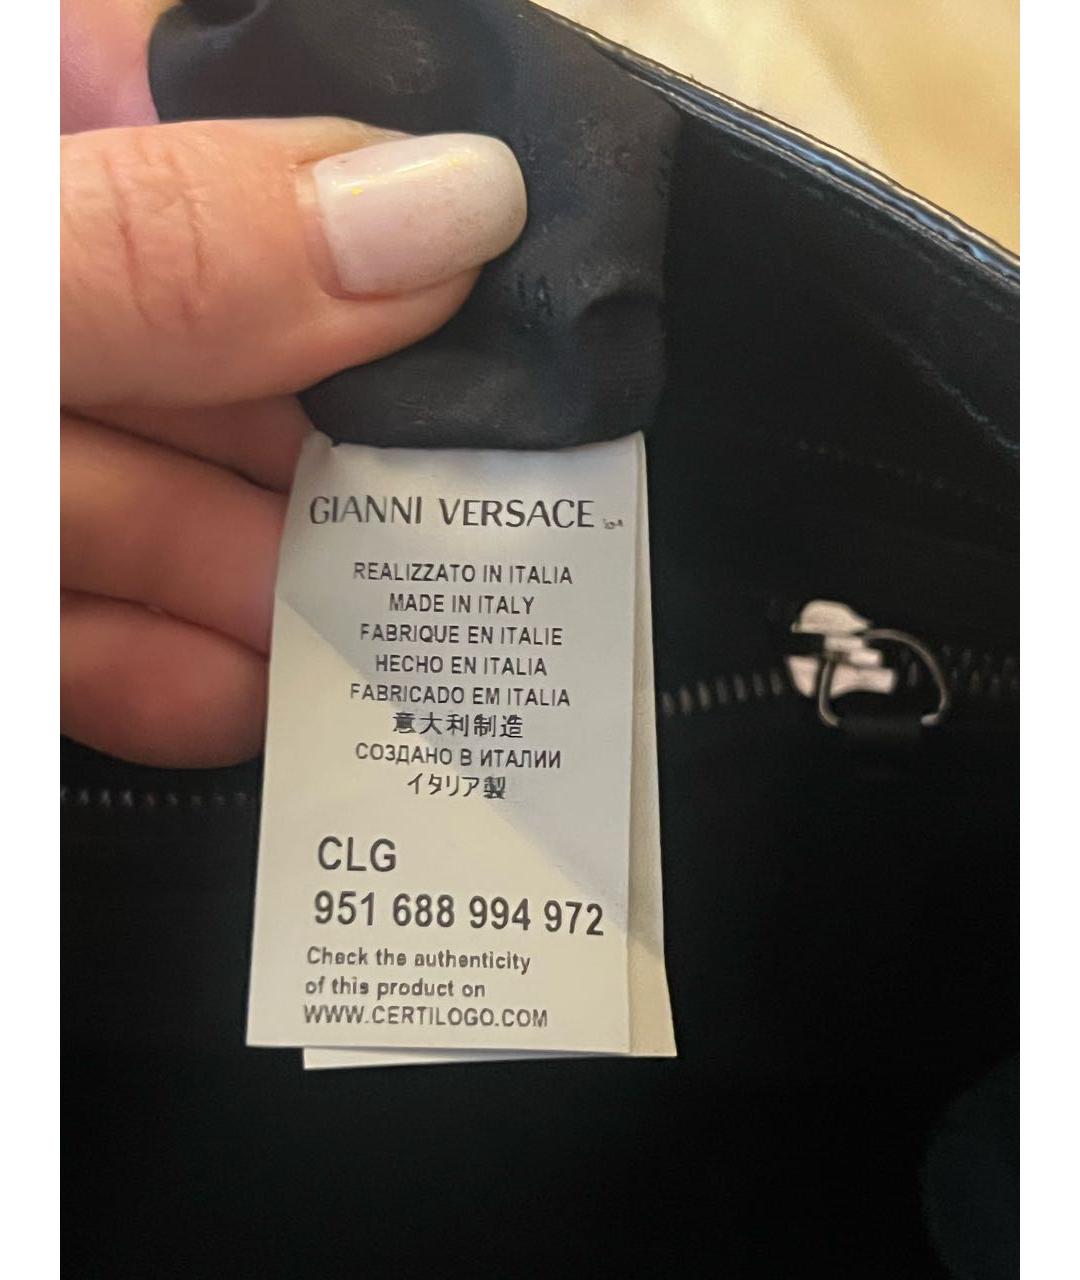 GIANNI VERSACE
REALIZZATO IN ITALIA
MADE IN ITALY
FABRIQUE EN ITALIE
HECHO EN ITALIA
FABRICADO EM ITALIA
意大利制造
СОЗДАНО В ИТАЛИИ
イタリア製
CLG
951 688 994 972
Check the authenticity
of this product on
WWW.CERTILOGO.COM